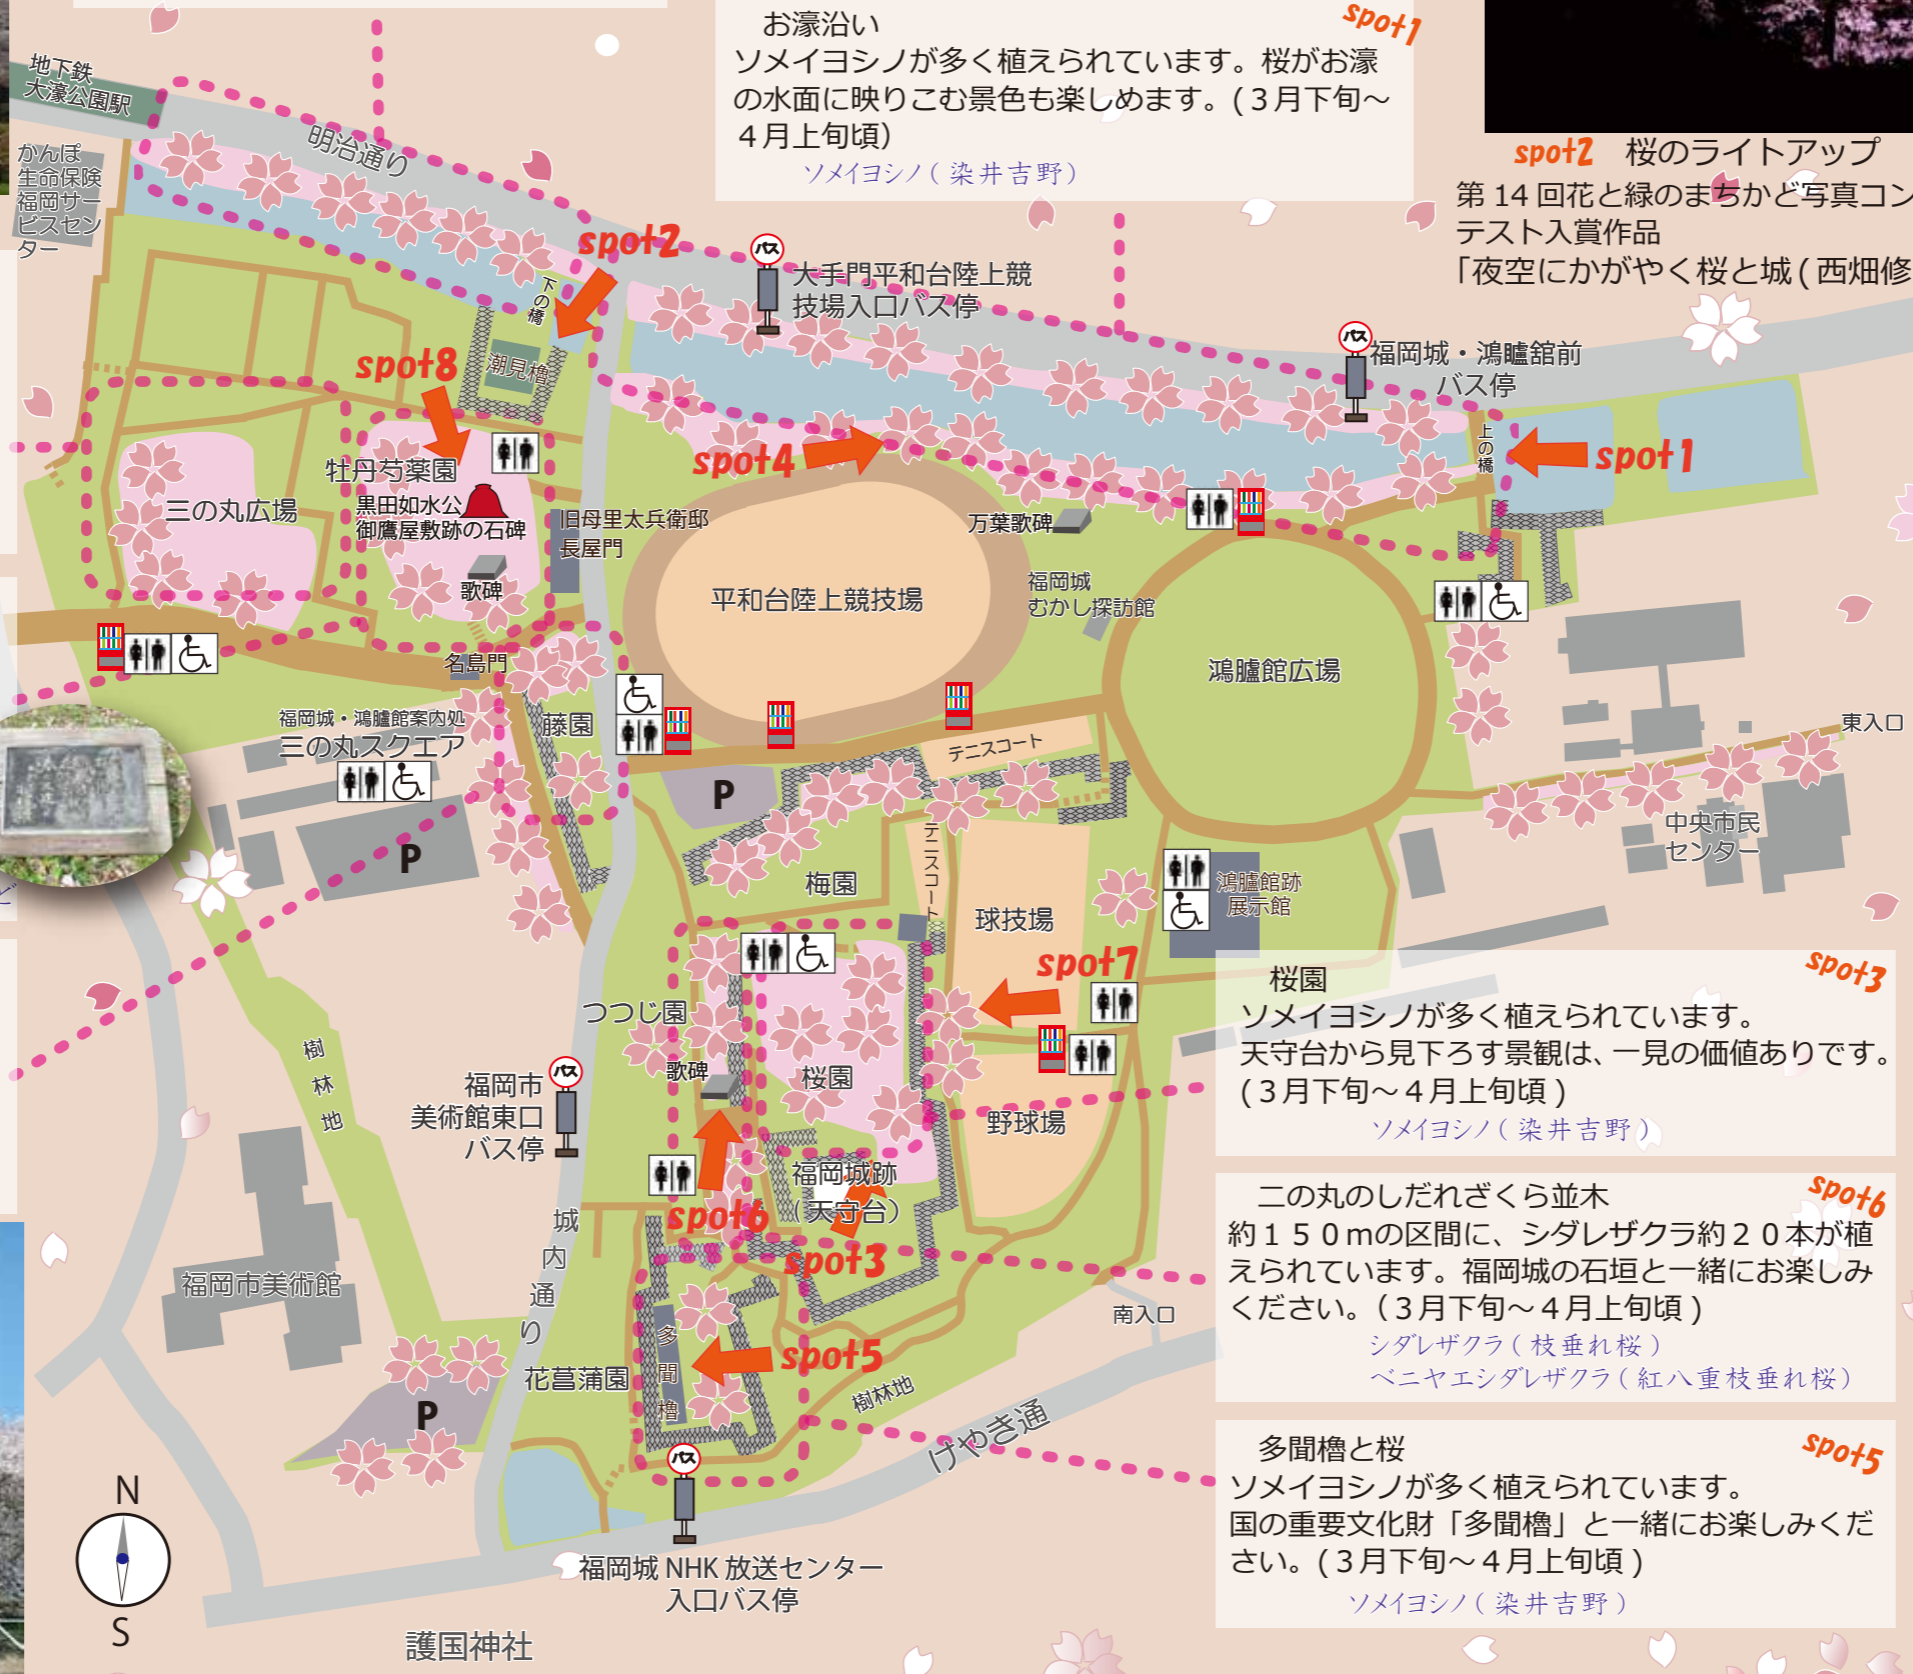 お濠沿い
spot1
ソメイヨシノが多く植えられています。桜がお濠
の水面に映りこむ景色も楽しめます。(３月下旬～
４月上旬頃）
ソメイヨシノ（染井吉野）
spot2 桜のライトアップ
第 14 回花と緑のまちかど写真コン
テスト入賞作品
「夜空にかがやく桜と城 ( 西畑修
地下鉄
大濠公園駅
明治通り
かんぽ
生命保険
福岡サー
ビスセン
ター
spot2
下の橋
潮見櫓
バス
大手門平和台陸上競
技場入口バス停
バス
福岡城・鴻臚舘前
バス停
上の橋
spot1
spot8
spot4
牡丹芍薬園
黒田如水公
御鷹屋敷跡の石碑
歌碑
三の丸広場
旧母里太兵衛邸
長屋門
万葉歌碑
平和台陸上競技場
福岡城
むかし探訪館
鴻臚館広場
名島門
福岡城・鴻臚館案内処
三の丸スクエア
藤園
テニスコート
東入口
P
P
テニスコート
梅園
中央市民
センター
球技場
鴻臚館跡
展示館
spot7
つつじ園
歌碑
桜園
野球場
樹林地
バス
福岡市
美術館東口
バス停
福岡城跡
（天守台）
spot6
spot3
城内通り
福岡市美術館
南入口
多聞櫓
spot5
花菖蒲園
樹林地
けやき通
P
バス
福岡城 NHK 放送センター
入口バス停
護国神社
N
S
桜園
spot3
ソメイヨシノが多く植えられています。
天守台から見下ろす景観は、一見の価値ありです。
(３月下旬～４月上旬頃 )
ソメイヨシノ（染井吉野）
二の丸のしだれざくら並木
spot6
約１５０ｍの区間に、シダレザクラ約２０本が植
えられています。福岡城の石垣と一緒にお楽しみ
ください。（３月下旬～４月上旬頃 )
シダレザクラ（枝垂れ桜）
ベニヤエシダレザクラ（紅八重枝垂れ桜）
多聞櫓と桜
spot5
ソメイヨシノが多く植えられています。
国の重要文化財「多聞櫓」と一緒にお楽しみくだ
さい。(３月下旬～４月上旬頃 )
ソメイヨシノ（染井吉野）